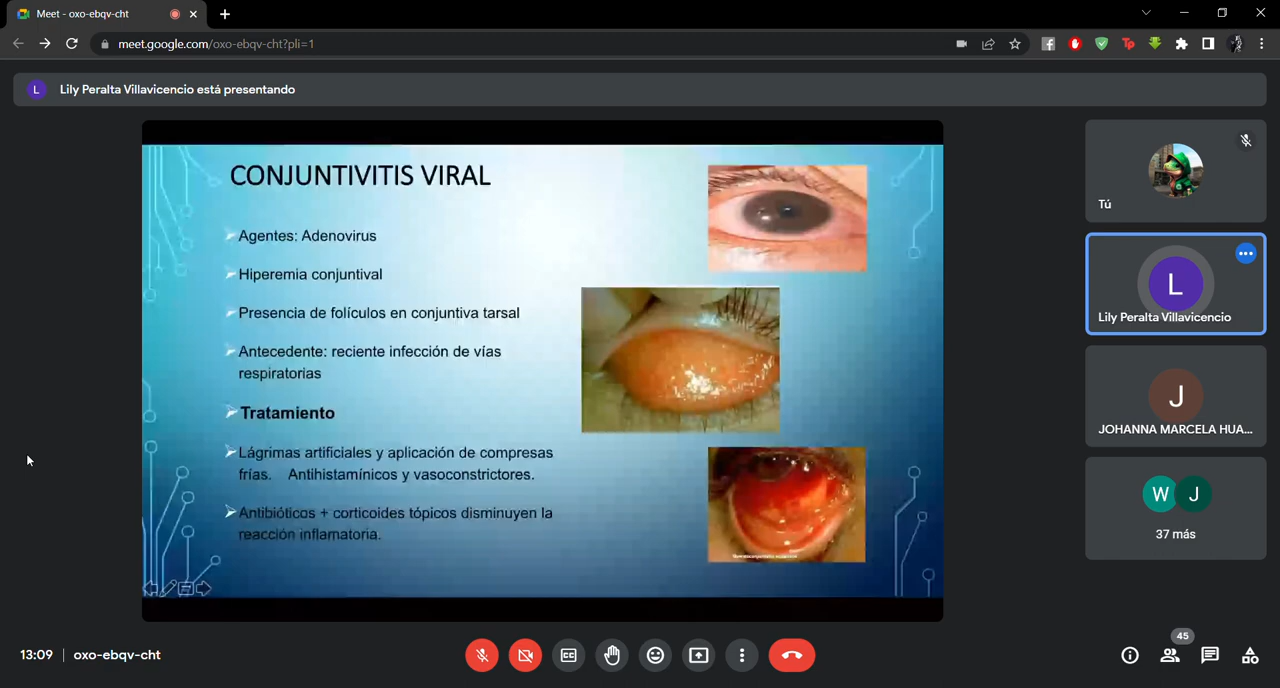 Meet - oxo-ebqv-cht
meet.google.com/oxo-ebqv-cht?pli=1
L
Lily Peralta Villavicencio está presentando
CONJUNTIVITIS VIRAL
Agentes: Adenovirus
Hiperemia conjuntival
Presencia de folículos en conjuntiva tarsal
Antecedente: reciente infección de vías
respiratorias
Tratamiento
Lágrimas artificiales y aplicación de compresas
frías. Antihistamínicos y vasoconstrictores.
Antibióticos + corticoides tópicos disminuyen la
reacción inflamatoria.
Tú
L
Lily Peralta Villavicencio
J
JOHANNA MARCELA HUA...
W J
37 más
13:09 | oxo-ebqv-cht
45